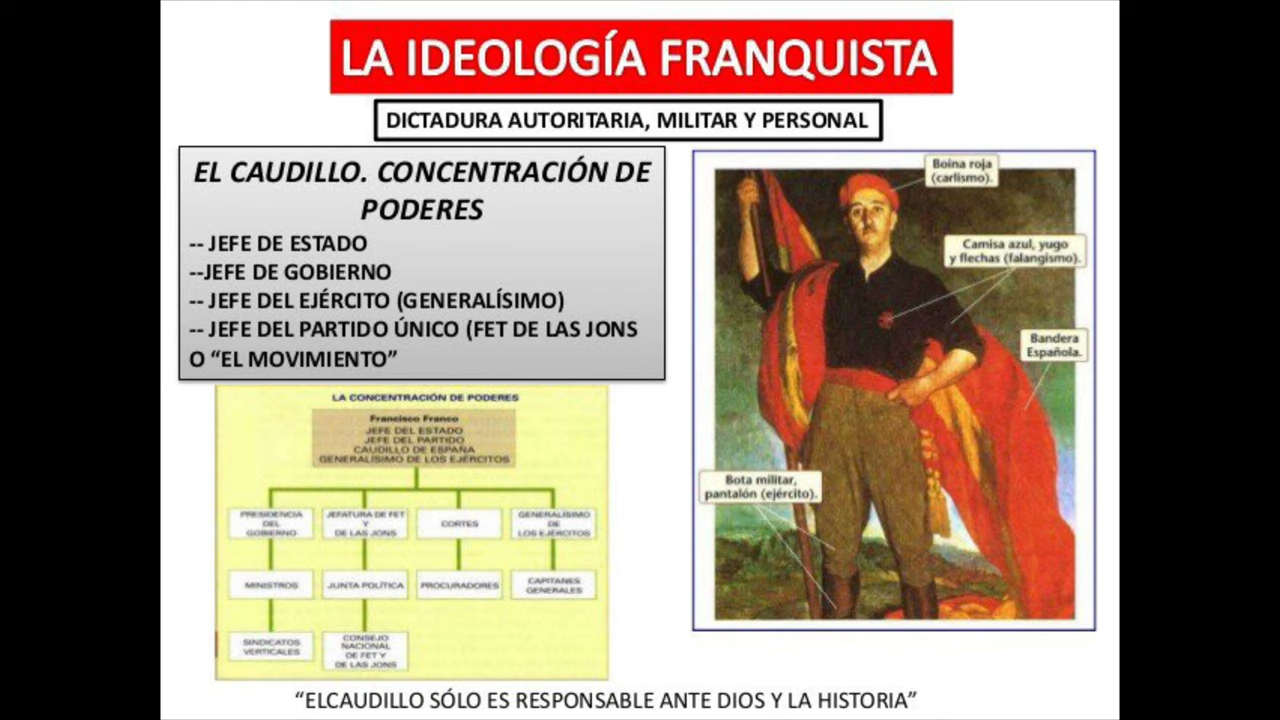 LA IDEOLOGÍA FRANQUISTA
DICTADURA AUTORITARIA, MILITAR Y PERSONAL
EL CAUDILLO. CONCENTRACIÓN DE
PODERES
-- JEFE DE ESTADO
--JEFE DE GOBIERNO
-- JEFE DEL EJÉRCITO (GENERALÍSIMO)
-- JEFE DEL PARTIDO ÚNICO (FET DE LAS JONS
O “EL MOVIMIENTO”
Boina roja
(carlismo).
Camisa azul, yugo
y flechas (falangismo).
Bandera
Española.
Bota militar,
pantalón (ejército).
LA CONCENTRACIÓN DE PODERES
Francisco Franco
JEFE DEL ESTADO
JEFE DEL PARTIDO
CAUDILLO DE ESPAÑA
GENERALÍSIMO DE LOS EJÉRCITOS
PRESIDENCIA
DEL
GOBIERNO
JEFATURA DE FET
Y
DE LAS JONS
CORTES
GENERALÍSIMO
DE
LOS EJÉRCITOS
MINISTROS
JUNTA POLÍTICA
PROCURADORES
CAPITANES
GENERALES
SINDICATOS
VERTICALES
CONSEJO
NACIONAL
DE FET Y
DE LAS JONS
“ELCAUDILLO SÓLO ES RESPONSABLE ANTE DIOS Y LA HISTORIA”